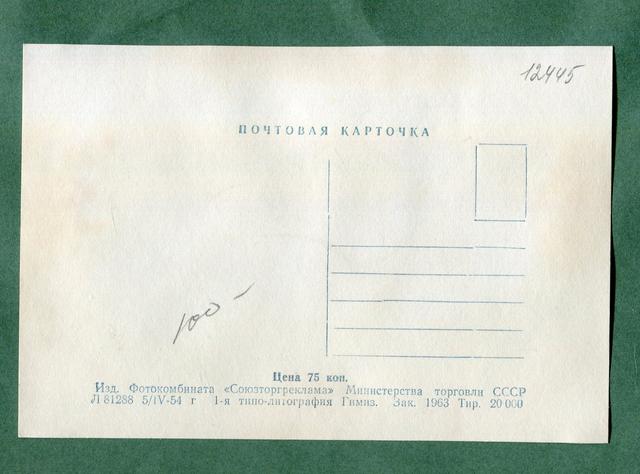 12445
ПОЧТОВАЯ КАРТОЧКА
100-
Цена 75 коп.
Изд. Фотокомбината «Союзторгреклама» Министерства торговли СССР
Л 81288 5/IV-54 г 1-я типо-литография Гимиз. Зак. 1963 Тир. 20 000